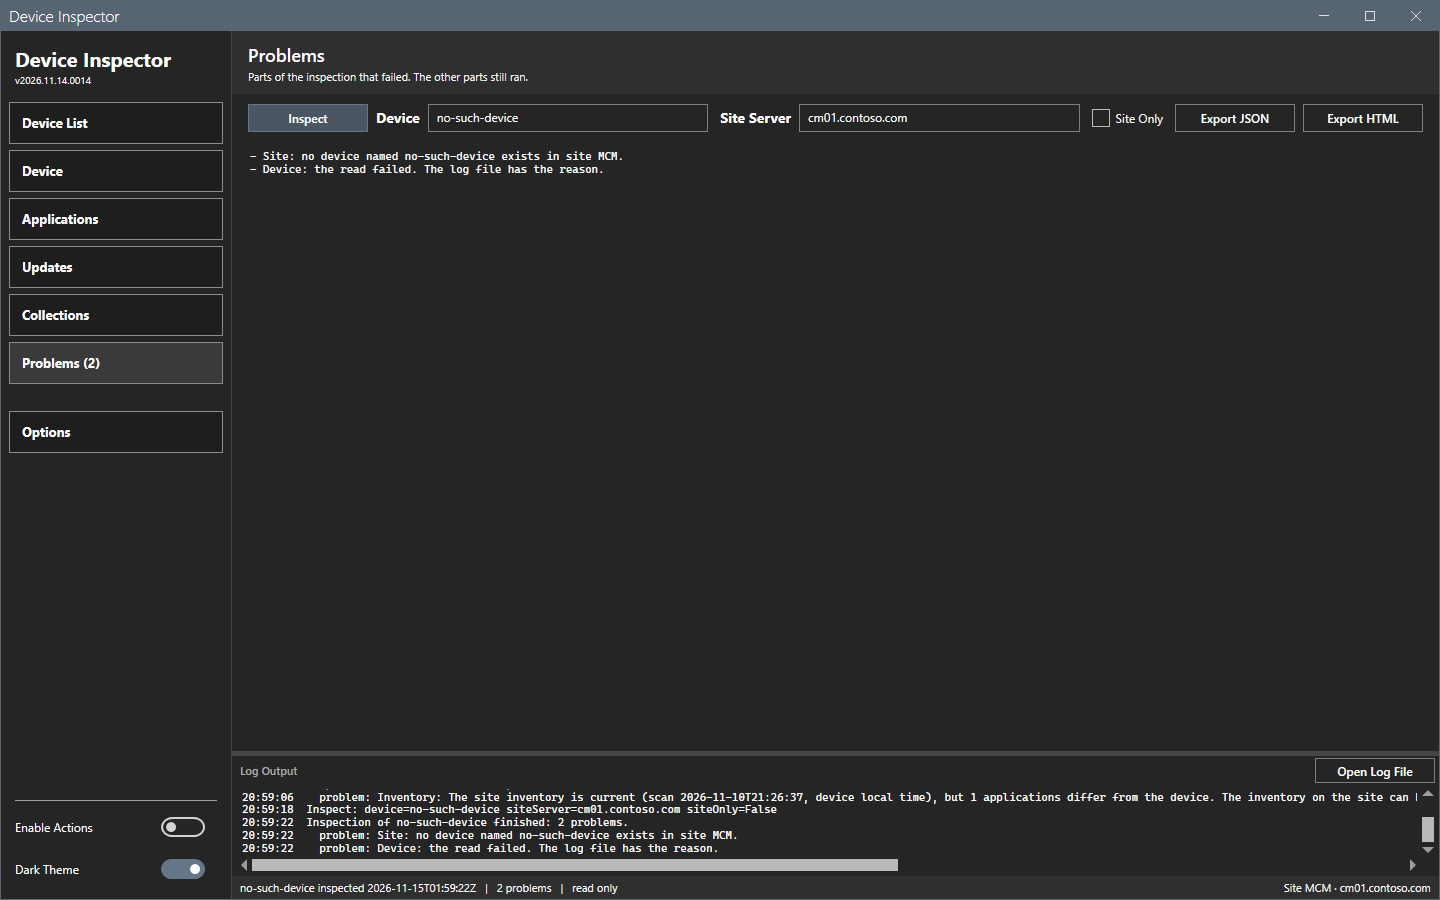 Device Inspector
Device Inspector
v2026.11.14.0014
Device List
Device
Applications
Updates
Collections
Problems (2)
Options
Enable Actions
Dark Theme
Problems
Parts of the inspection that failed. The other parts still ran.
Inspect
Device
no-such-device
Site Server
cm01.contoso.com
Site Only
Export JSON
Export HTML
- Site: no device named no-such-device exists in site MCM.
- Device: the read failed. The log file has the reason.
Log Output
Open Log File
20:59:06 problem: Inventory: The site inventory is current (scan 2026-11-10T21:26:37, device local time), but 1 applications differ from the device. The inventory on the site can
20:59:18 Inspect: device=no-such-device siteServer=cm01.contoso.com siteOnly=False
20:59:22 Inspection of no-such-device finished: 2 problems.
20:59:22 problem: Site: no device named no-such-device exists in site MCM.
20:59:22 problem: Device: the read failed. The log file has the reason.
no-such-device inspected 2026-11-15T01:59:22Z | 2 problems | read only
Site MCM · cm01.contoso.com